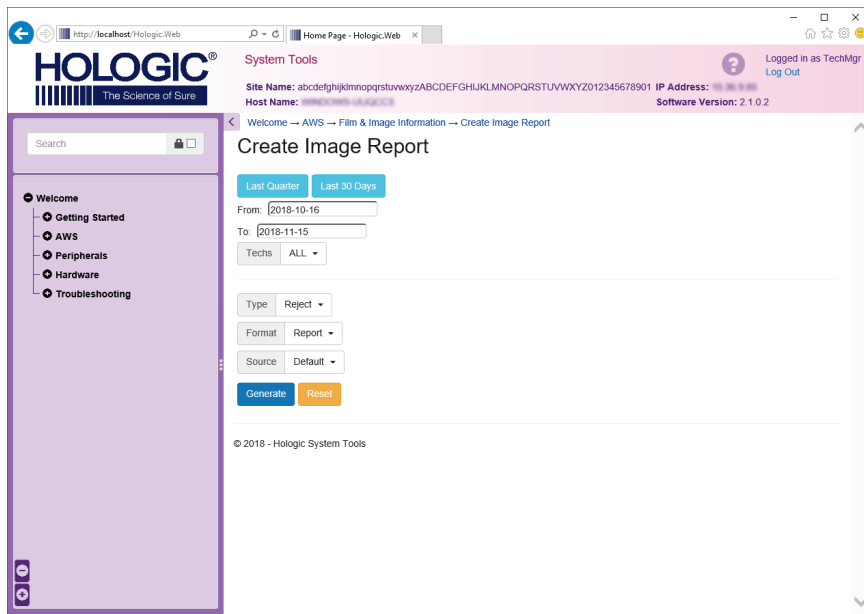 http://localhost/Hologic.Web
Home Page - Hologic.Web
HOLOGIC®
The Science of Sure
System Tools
Logged in as TechMgr
Log Out
Site Name: abcdefghijklmnopqrstuvwxyzABCDEFGHIJKLMNOPQRSTUVWXYZ012345678901 IP Address:
Host Name:
Software Version: 2.1.0.2
Welcome → AWS → Film & Image Information → Create Image Report
Search
Create Image Report
Last Quarter Last 30 Days
From: 2018-10-16
To: 2018-11-15
Techs ALL
Type Reject
Format Report
Source Default
Generate Reset
© 2018 - Hologic System Tools
Welcome
Getting Started
AWS
Peripherals
Hardware
Troubleshooting